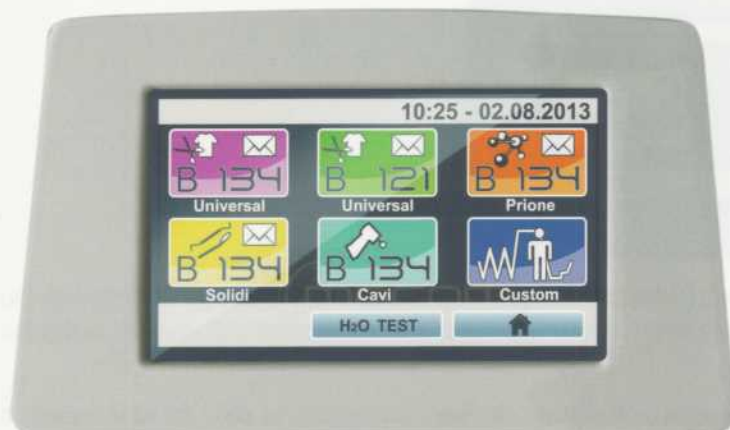 10:25 - 02.08.2013
B 134
B 121
B 134
Universal
Universal
Prione
B 134
B 134
Solidi
Cavi
Custom
H2O TEST